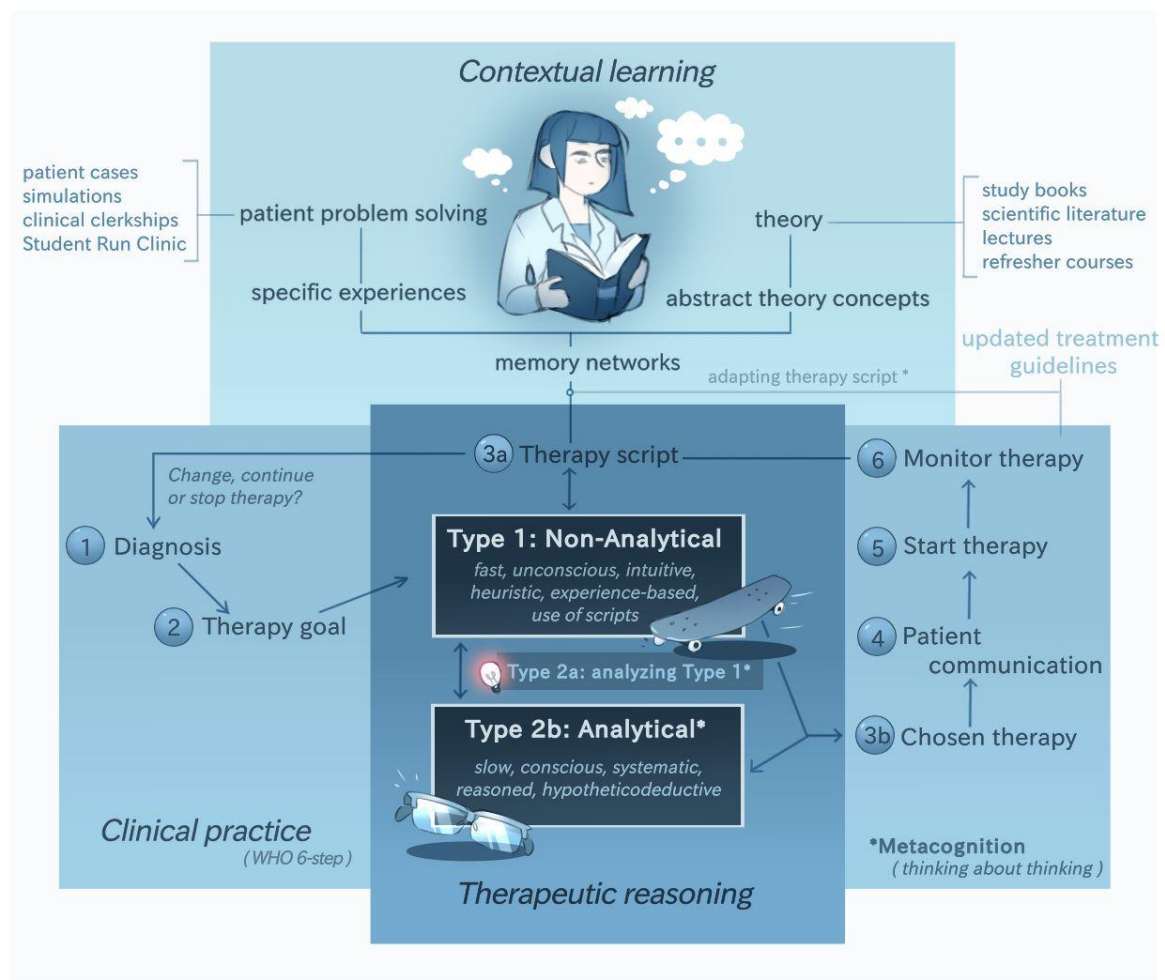 Contextual learning
patient cases
simulations
clinical clerkships
Student Run Clinic
patient problem solving
specific experiences
theory
abstract theory concepts
study books
scientific literature
lectures
refresher courses
memory networks
updated treatment
guidelines
adapting therapy script *
3a Therapy script
Change, continue
or stop therapy?
1 Diagnosis
2 Therapy goal
Type 1: Non-Analytical
fast, unconscious, intuitive,
heuristic, experience-based,
use of scripts
Type 2a: analyzing Type 1*
Type 2b: Analytical*
slow, conscious, systematic,
reasoned, hypotheticodeductive
6 Monitor therapy
5 Start therapy
4 Patient
communication
3b Chosen therapy
Clinical practice
( WHO 6-step )
Therapeutic reasoning
*Metacognition
( thinking about thinking )